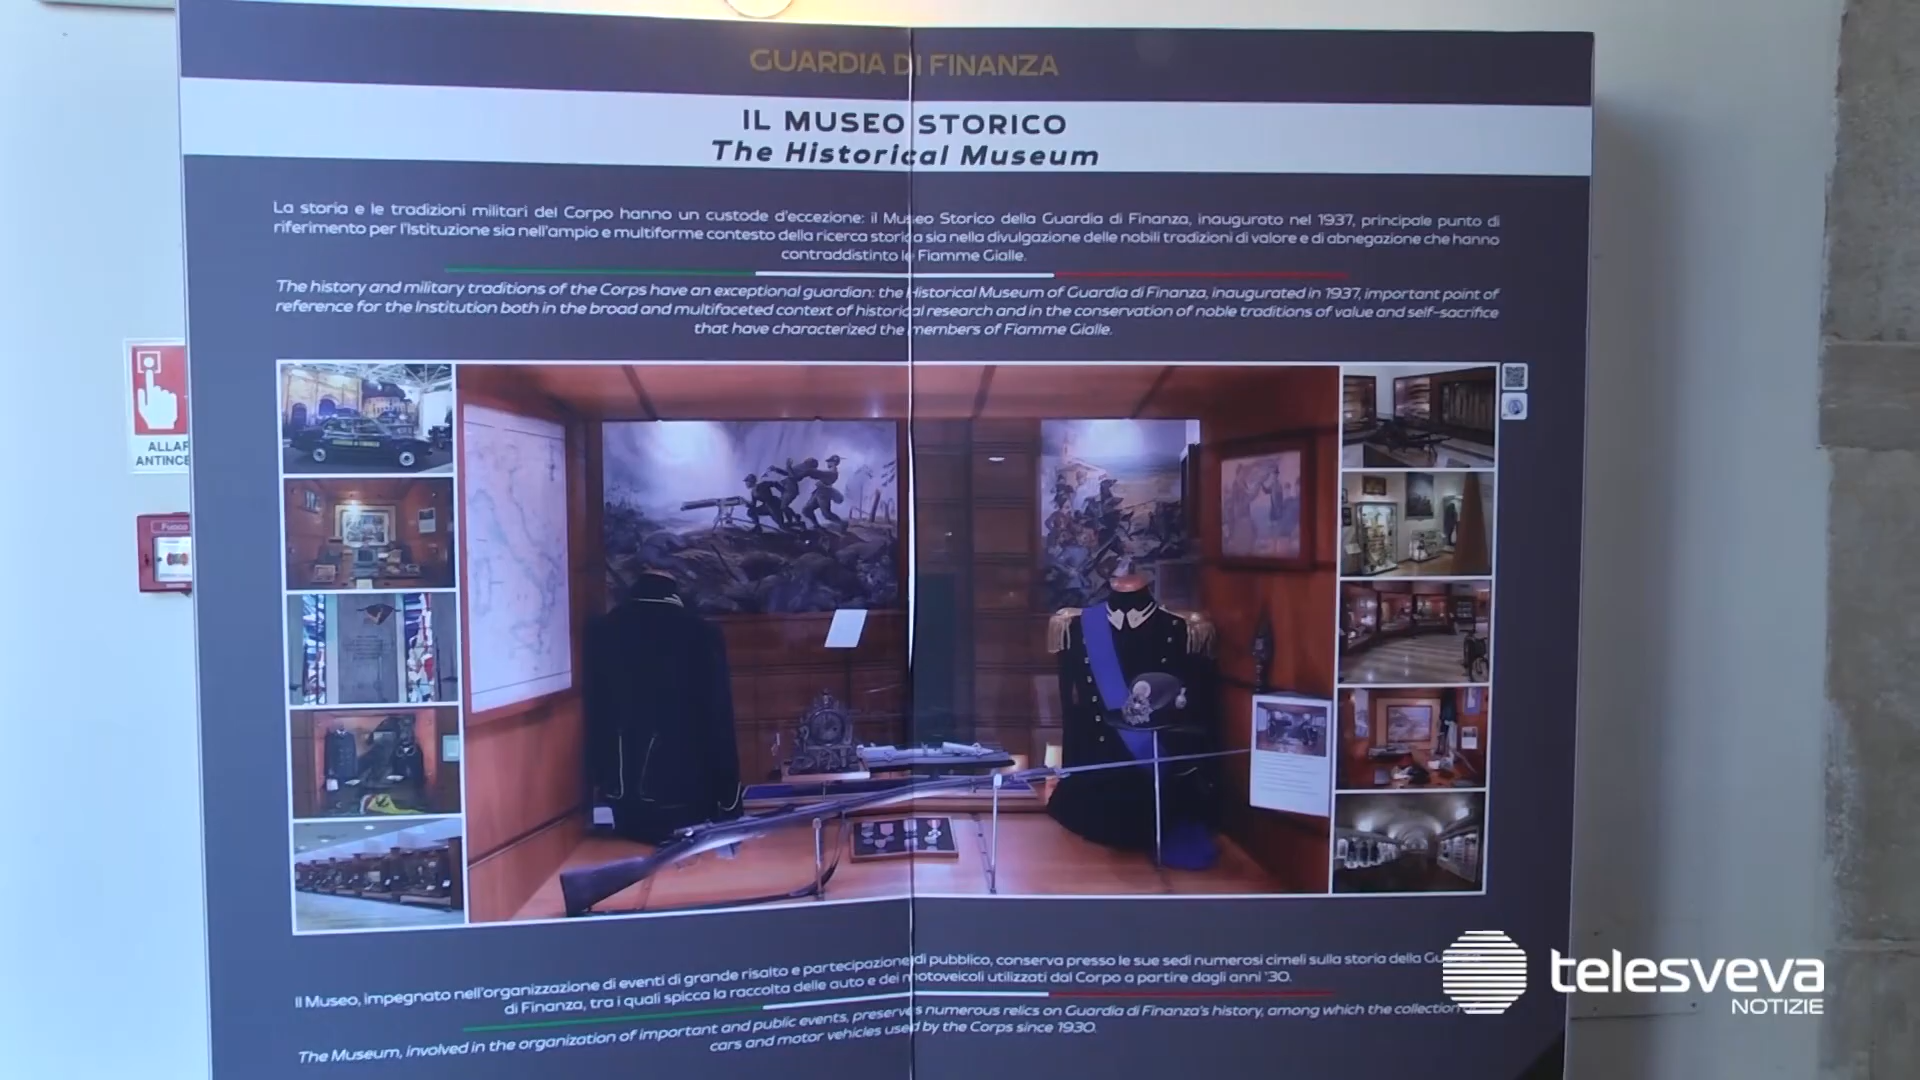 GUARDIA DI FINANZA
IL MUSEO STORICO
The Historical Museum
La storia e le tradizioni militari del Corpo hanno un custode d'eccezione: il Museo Storico della Guardia di Finanza, inaugurato nel 1937, principale punto di
riferimento per l'Istituzione sia nell'ampio e multiforme contesto della ricerca storica sia nella divulgazione delle nobili tradizioni di valore e di abnegazione che hanno
contraddistinto le Fiamme Gialle.
The history and military traditions of the Corps have an exceptional guardian: the Historical Museum of Guardia di Finanza, inaugurated in 1937, important point of
reference for the Institution both in the broad and multifaceted context of historical research and in the conservation of noble traditions of value and self-sacrifice
that have characterized the members of Fiamme Gialle.
ALLAR
ANTINCE
Fuoco
Il Museo, impegnato nell'organizzazione di eventi di grande risalto e partecipazione di pubblico, conserva presso le sue sedi numerosi cimeli sulla storia della Gu
di Finanza, tra i quali spicca la raccolta delle auto e dei motoveicoli utilizzati dal Corpo a partire dagli anni '30.
The Museum, involved in the organization of important and public events, preserves numerous relics on Guardia di Finanza's history, among which the collection of
cars and motor vehicles used by the Corps since 1930.
telesveva
NOTIZIE